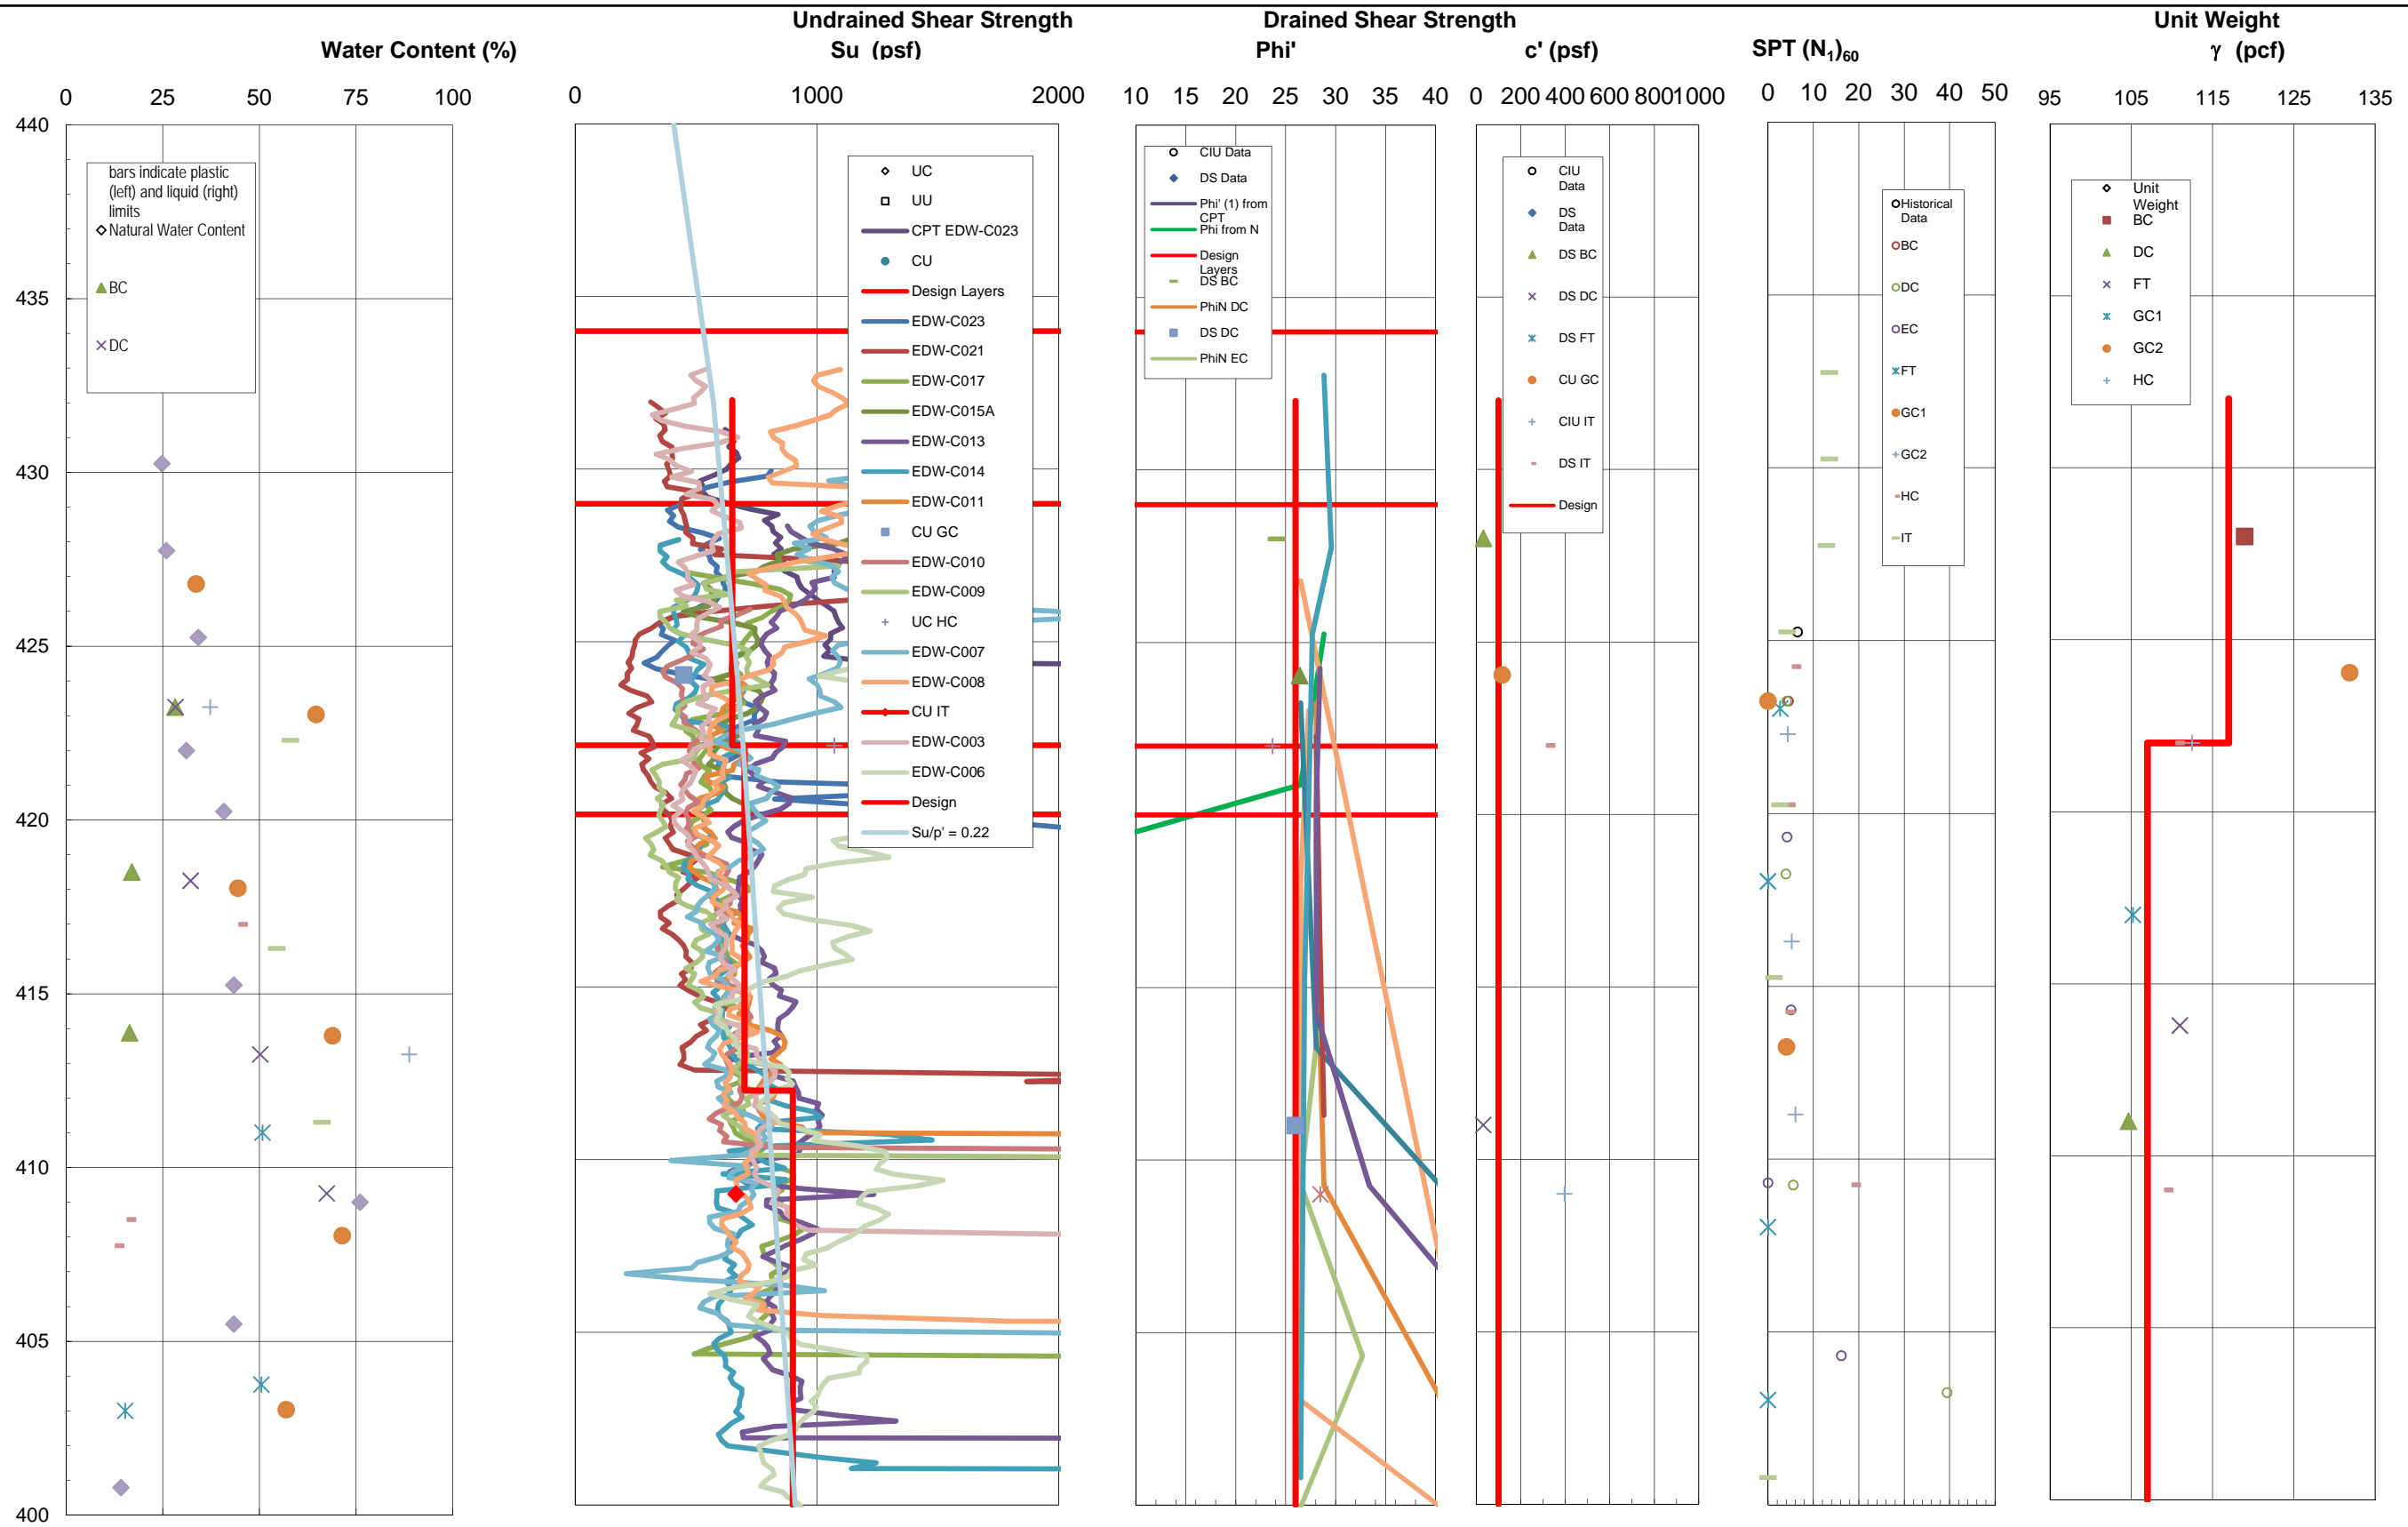 Undrained Shear Strength
Drained Shear Strength
Unit Weight
Water Content (%)
Su (psf)
Phi'
c' (psf)
SPT (N1)60
γ (pcf)
0 25 50 75 100
0 1000 2000
10 15 20 25 30 35 40
0 200 400 600 800 1000
0 10 20 30 40 50
95 105 115 125 135
440
435
430
425
420
415
410
405
400
bars indicate plastic
(left) and liquid (right)
limits
Natural Water Content
BC
DC
UC
UU
CPT EDW-C023
CU
Design Layers
EDW-C023
EDW-C021
EDW-C017
EDW-C015A
EDW-C013
EDW-C014
EDW-C011
CU GC
EDW-C010
EDW-C009
UC HC
EDW-C007
EDW-C008
CU IT
EDW-C003
EDW-C006
Design
Su/p' = 0.22
CIU Data
DS Data
Phi' (1) from
CPT
Phi from N
Design
Layers
DS BC
PhiN DC
DS DC
PhiN EC
CIU
Data
DS
Data
DS BC
DS DC
DS FT
CU GC
CIU IT
DS IT
Design
Historical
Data
BC
DC
EC
FT
GC1
GC2
HC
IT
Unit
Weight
BC
DC
FT
GC1
GC2
HC